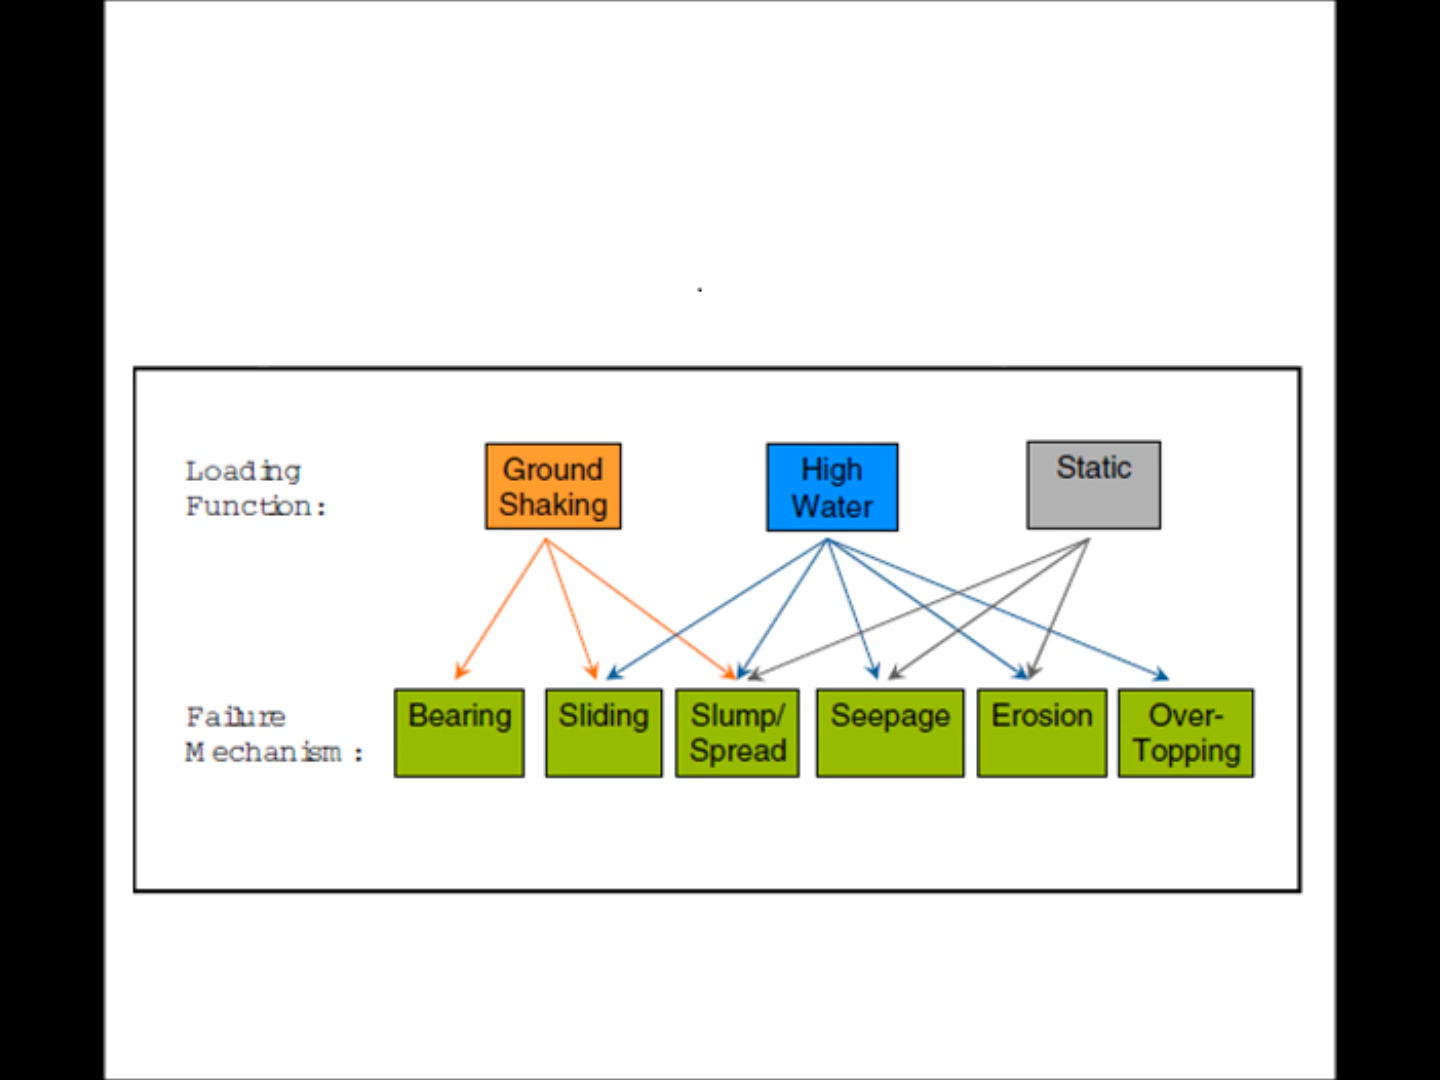 Loading
Function:
Ground
Shaking
High
Water
Static
Failure
Mechanism:
Bearing
Sliding
Slump/
Spread
Seepage
Erosion
Over-
Topping